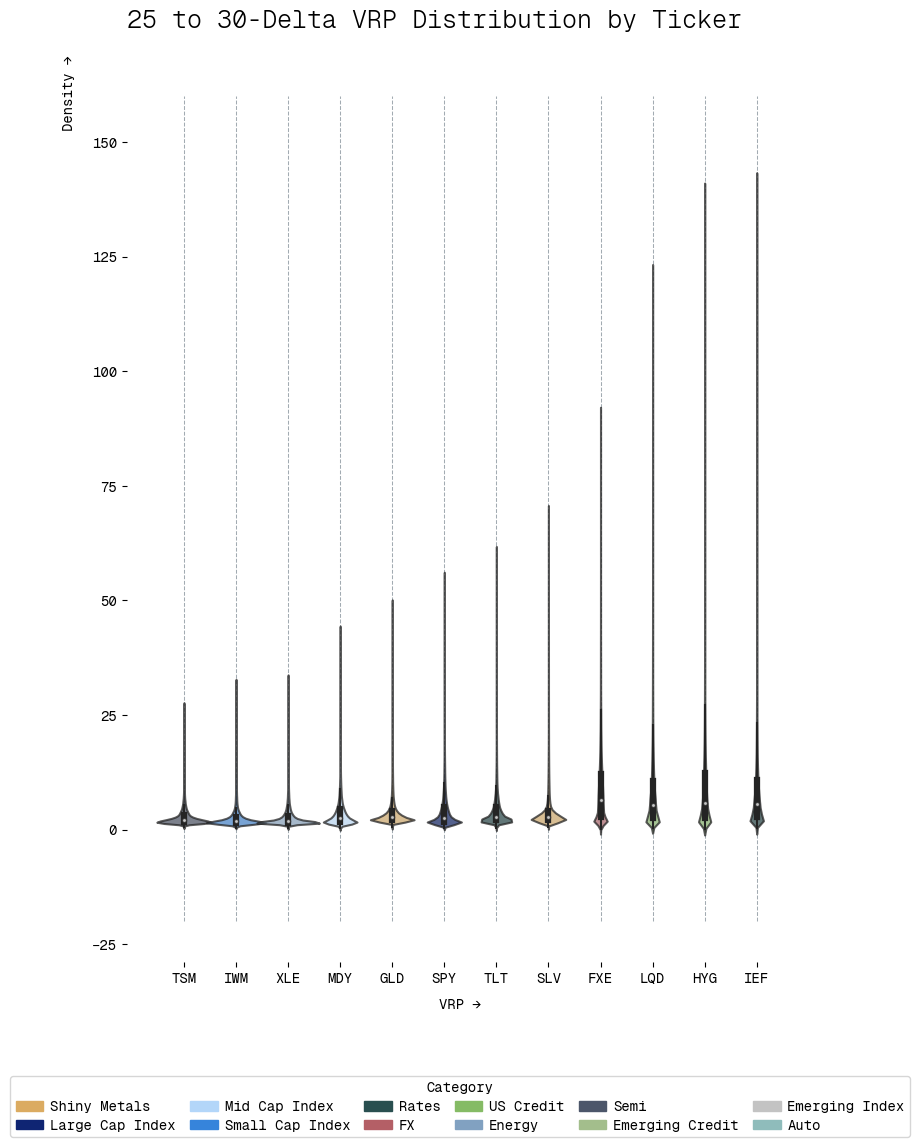 25 to 30-Delta VRP Distribution by Ticker
Density →
150
125
100
75
50
25
0
−25
TSM IWM XLE MDY GLD SPY TLT SLV FXE LQD HYG IEF
VRP →
Category
Shiny Metals Mid Cap Index Rates US Credit Semi Emerging Index
Large Cap Index Small Cap Index FX Energy Emerging Credit Auto